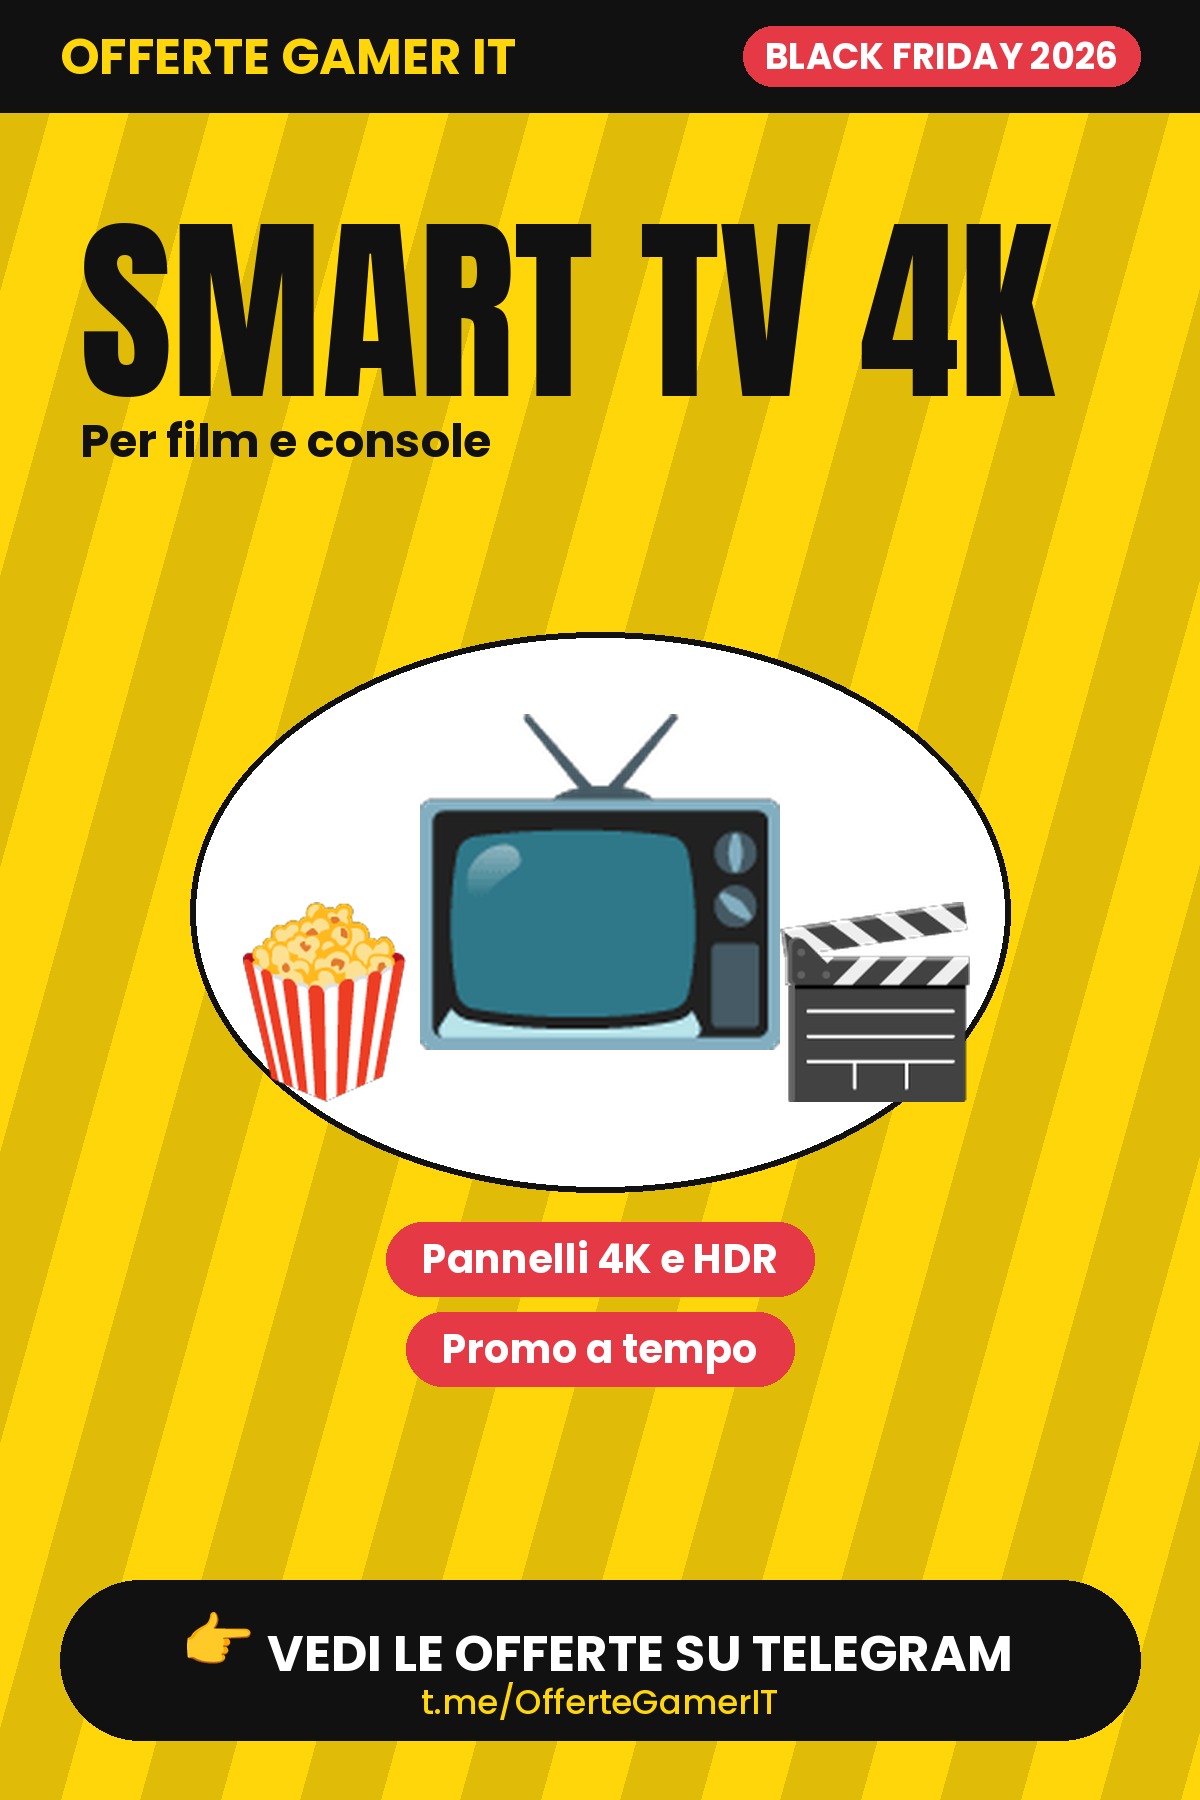 OFFERTE GAMER IT
BLACK FRIDAY 2026
SMART TV 4K
Per film e console
Pannelli 4K e HDR
Promo a tempo
VEDI LE OFFERTE SU TELEGRAM
t.me/OfferteGamerIT